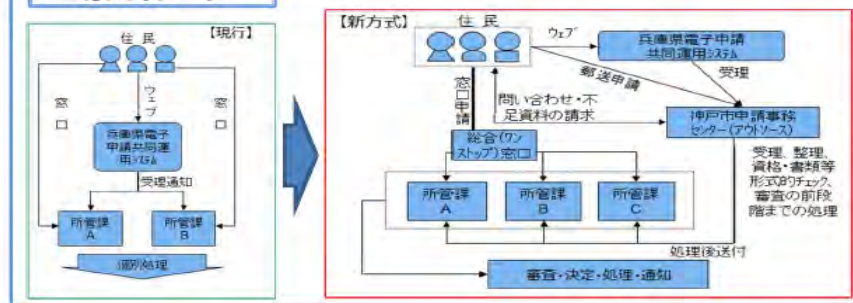 【現行】
住 民
窓口
ウェブ
窓口
兵庫県電子
申請共同運
用システム
受理通知
所管課
A
所管課
B
個別処理
【新方式】
住 民
ウェブ
兵庫県電子申請
共同運用システム
郵送申請
受理
窓口申請
問い合わせ・不
足資料の請求
神戸市申請事務
センター(アウトソース)
総合(ワン
ストップ)窓口
受理、整理、
資格・書類等
形式的チェック、
審査の前段
階までの処理
所管課
A
所管課
B
所管課
C
処理後送付
審査・決定・処理・通知